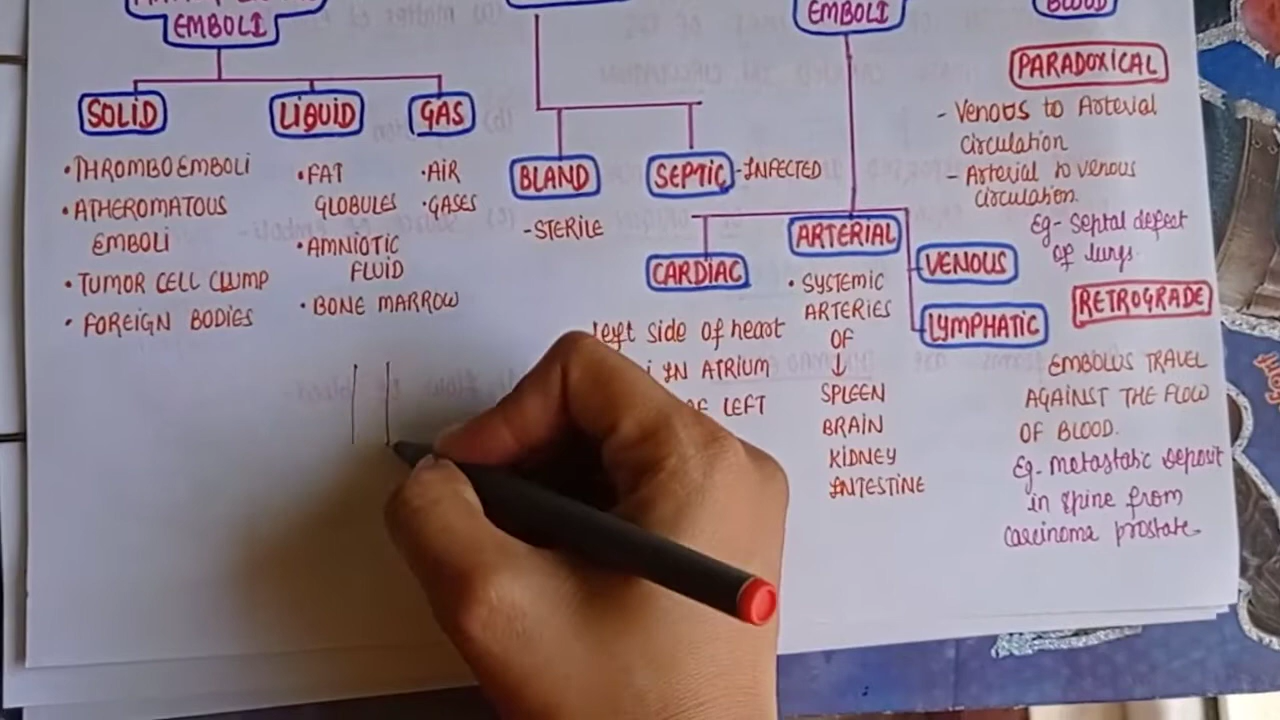 EMBOLI
SOLID
LIQUID
GAS
• THROMBOEMBOLI
• ATHEROMATOUS
EMBOLI
• TUMOR CELL CLUMP
• FOREIGN BODIES
• FAT
GLOBULES
• AMNIOTIC
FLUID
• BONE MARROW
• AIR
• GASES
BLAND
- STERILE
SEPTIC - INFECTED
EMBOLI
CARDIAC
left side of heart
IN ATRIUM
OF LEFT
ARTERIAL
• SYSTEMIC
ARTERIES
OF
↓
SPLEEN
BRAIN
KIDNEY
INTESTINE
VENOUS
LYMPHATIC
BLOOD
PARADOXICAL
- Venous to Arterial
circulation
- Arterial to venous
circulation.
Eg- Septal defect
of lungs.
RETROGRADE
EMBOLUS TRAVEL
AGAINST THE FLOW
OF BLOOD.
Eg- metastatic deposit
in spine from
carcinoma prostate